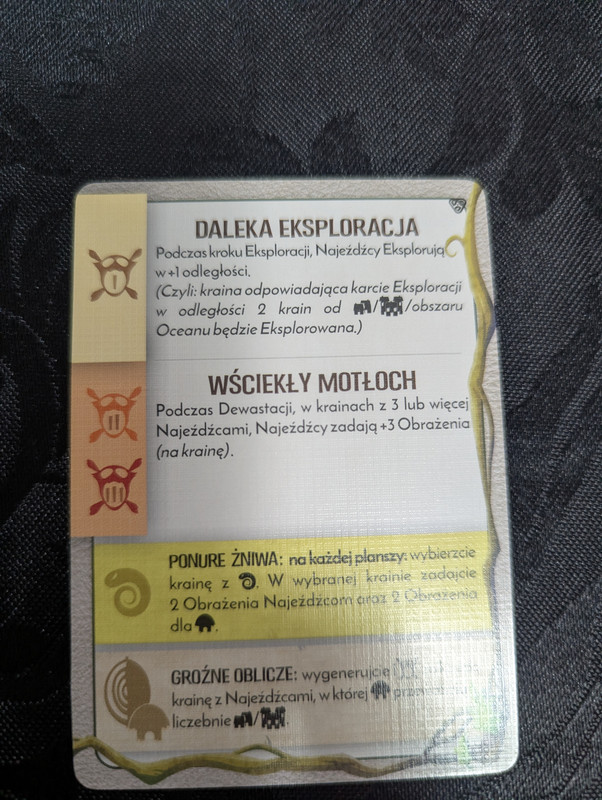 DALEKA EKSPLORACJA
Podczas kroku Eksploracji, Najeźdźcy Eksplorują
w +1 odległości.
(Czyli: kraina odpowiadająca karcie Eksploracji
w odległości 2 krain od / /obszaru
Oceanu będzie Eksplorowana.)
I
WŚCIEKŁY MOTŁOCH
Podczas Dewastacji, w krainach z 3 lub więcej
Najeźdźcami, Najeźdźcy zadają +3 Obrażenia
(na krainę).
II
III
PONURE ŻNIWA: na każdej planszy: wybierzcie
krainę z . W wybranej krainie zadajcie
2 Obrażenia Najeźdźcom oraz 2 Obrażenia
dla .
GROŹNE OBLICZE: wygenerujcie
krainę z Najeźdźcami, w której
liczebnie / .